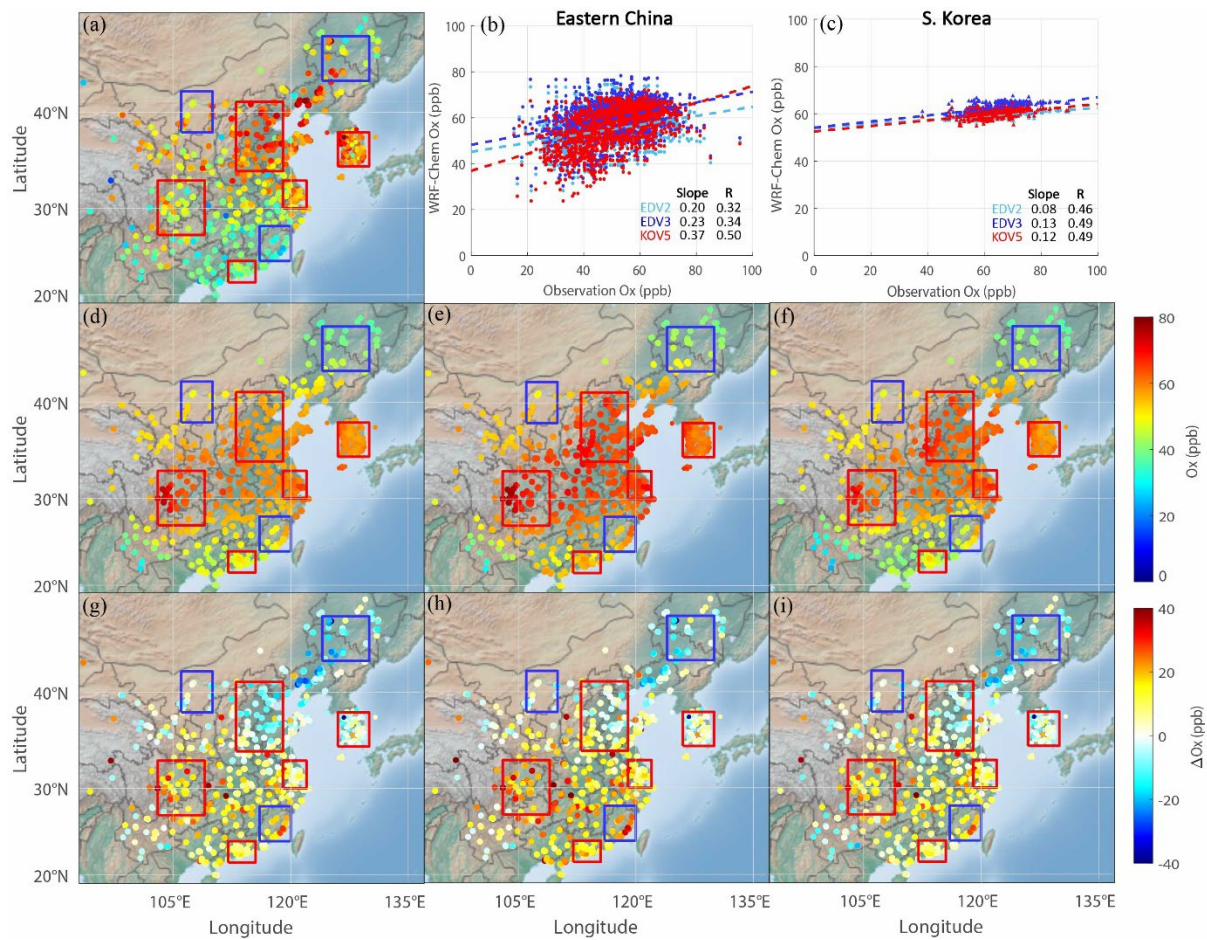 (a)
Latitude
40°N
30°N
20°N
(b)
Eastern China
WRF-Chem Ox (ppb)
100
80
60
40
20
0
0 20 40 60 80 100
Observation Ox (ppb)
Slope R
EDV2 0.20 0.32
EDV3 0.23 0.34
KOV5 0.37 0.50
(c)
S. Korea
WRF-Chem Ox (ppb)
100
80
60
40
20
0
0 20 40 60 80 100
Observation Ox (ppb)
Slope R
EDV2 0.08 0.46
EDV3 0.13 0.49
KOV5 0.12 0.49
(d)
Latitude
40°N
30°N
20°N
(e)
(f)
80
60
40
20
0
Ox (ppb)
(g)
Latitude
40°N
30°N
20°N
105°E 120°E 135°E
Longitude
(h)
105°E 120°E 135°E
Longitude
(i)
105°E 120°E 135°E
Longitude
40
20
0
-20
-40
ΔOx (ppb)